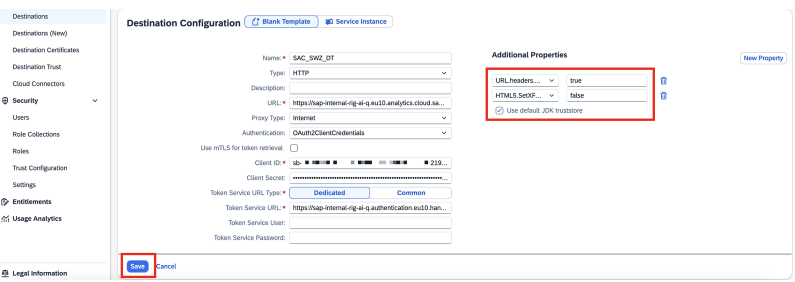 Destinations
Destinations (New)
Destination Certificates
Destination Trust
Cloud Connectors
Security
Users
Role Collections
Roles
Trust Configuration
Settings
Entitlements
Usage Analytics
Legal Information
Destination Configuration Blank Template Service Instance
Name:* SAC_SWZ_DT
Type: HTTP
Description:
URL:* https://sap-internal-rig-ai-q.eu10.analytics.cloud.sa...
Proxy Type: Internet
Authentication: OAuth2ClientCredentials
Use mTLS for token retrieval
Client ID:* sb- 219...
Client Secret: ...
Token Service URL Type:* Dedicated Common
Token Service URL:* https://sap-internal-rig-ai-q.authentication.eu10.han...
Token Service User:
Token Service Password:
Save Cancel
Additional Properties
New Property
URL.headers.... true
HTML5.SetXF... false
Use default JDK truststore